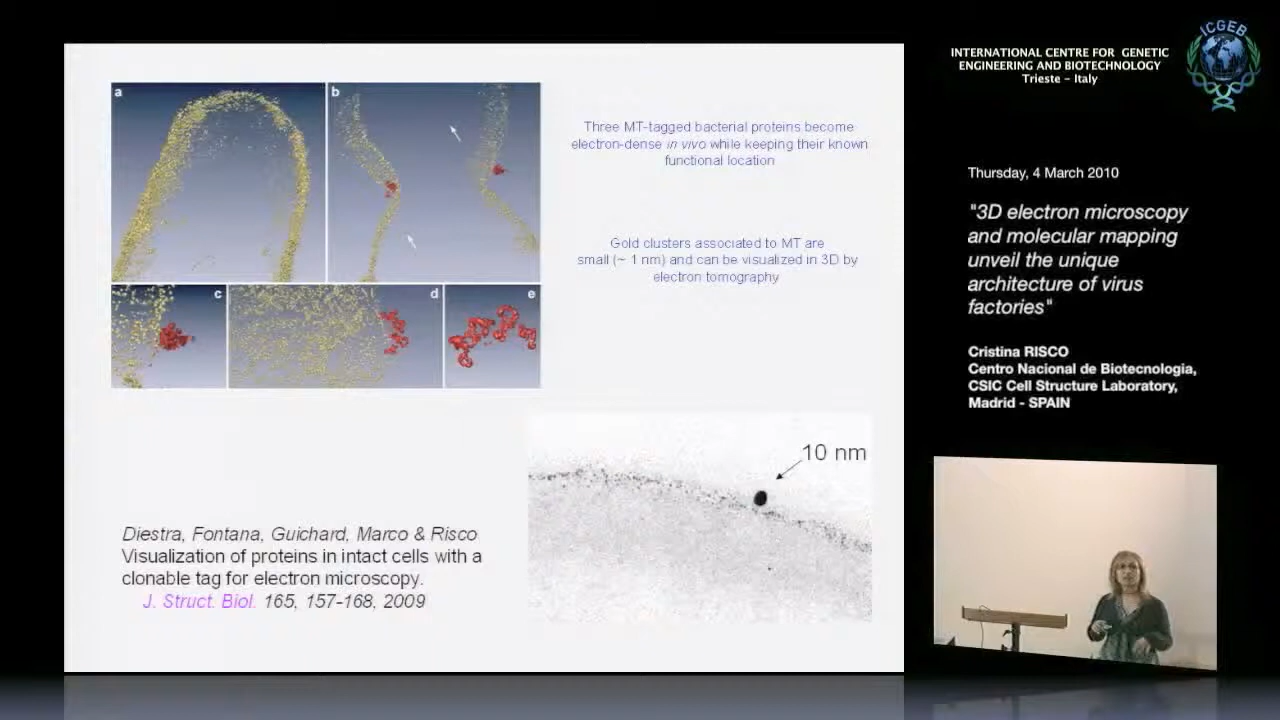 a
b
c
d
e
Three MT-tagged bacterial proteins become
electron-dense in vivo while keeping their known
functional location
Gold clusters associated to MT are
small (~ 1 nm) and can be visualized in 3D by
electron tomography
10 nm
Diestra, Fontana, Guichard, Marco & Risco
Visualization of proteins in intact cells with a
clonable tag for electron microscopy.
J. Struct. Biol. 165, 157-168, 2009
INTERNATIONAL CENTRE FOR GENETIC
ENGINEERING AND BIOTECHNOLOGY
Trieste - Italy
ICGEB
Thursday, 4 March 2010
"3D electron microscopy
and molecular mapping
unveil the unique
architecture of virus
factories"
Cristina RISCO
Centro Nacional de Biotecnologia,
CSIC Cell Structure Laboratory,
Madrid - SPAIN